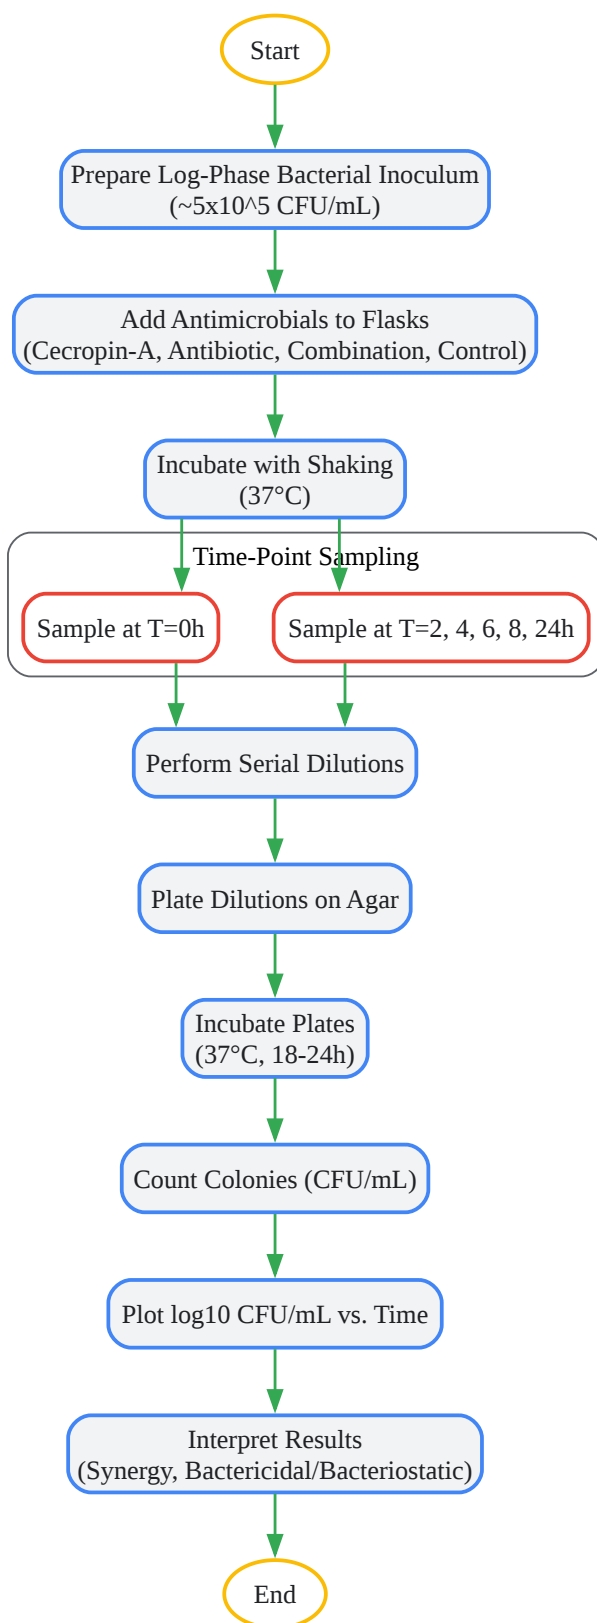 Start
Prepare Log-Phase Bacterial Inoculum
(~5x10^5 CFU/mL)
Add Antimicrobials to Flasks
(Cecropin-A, Antibiotic, Combination, Control)
Incubate with Shaking
(37°C)
Time-Point Sampling
Sample at T=0h
Sample at T=2, 4, 6, 8, 24h
Perform Serial Dilutions
Plate Dilutions on Agar
Incubate Plates
(37°C, 18-24h)
Count Colonies (CFU/mL)
Plot log10 CFU/mL vs. Time
Interpret Results
(Synergy, Bactericidal/Bacteriostatic)
End